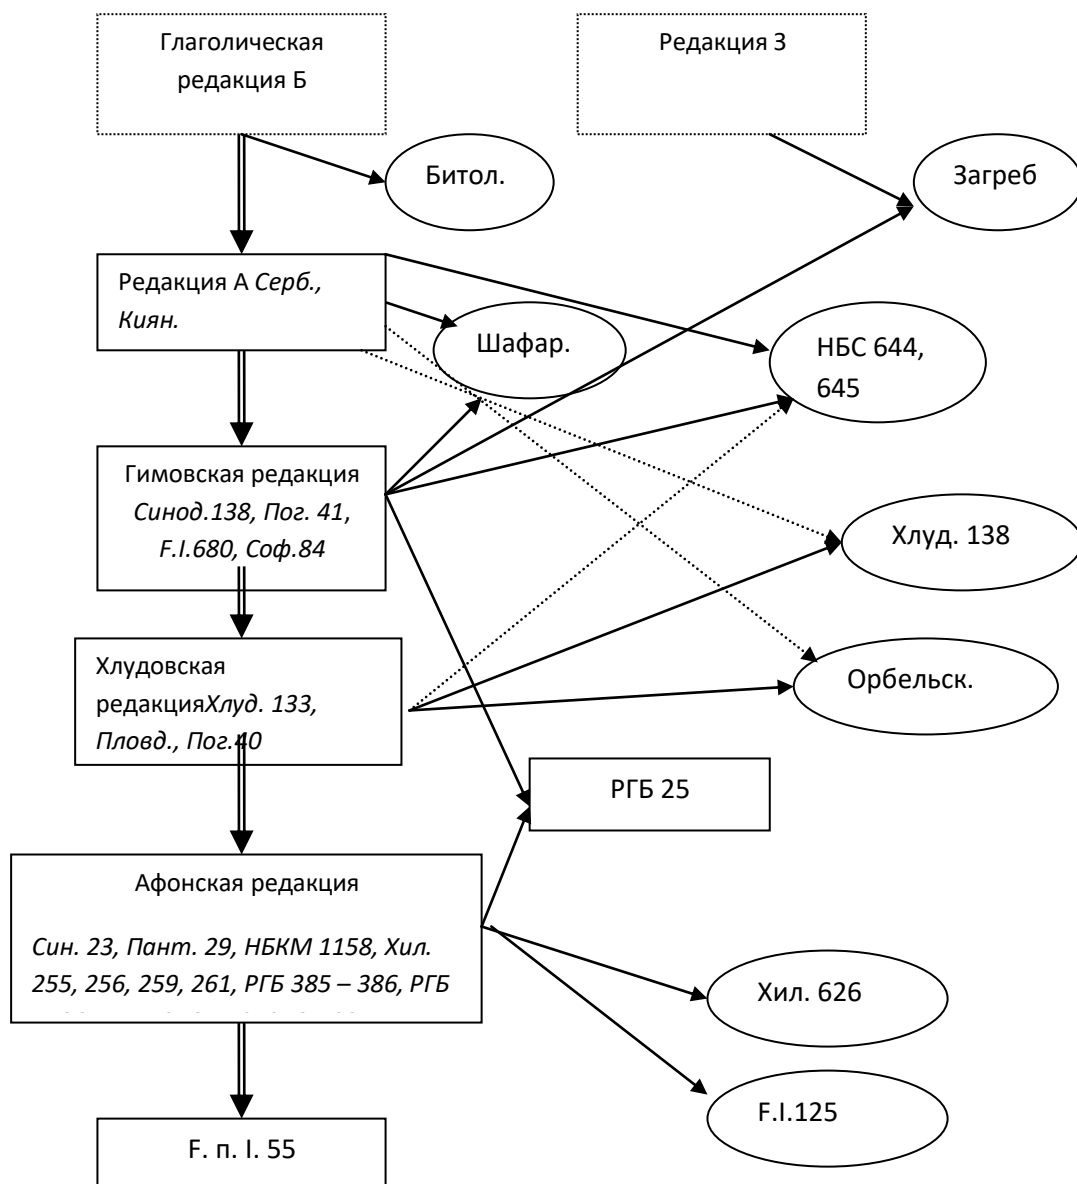 Глаголическая
редакция Б
Редакция З
Битол.
Загреб
Редакция А Серб.,
Киян.
Шафар.
НБС 644,
645
Гимовская редакция
Синод.138, Пог. 41,
F.I.680, Соф.84
Хлуд. 138
Хлудовская
редакцияХлуд. 133,
Пловд., Пог.40
Орбельск.
РГБ 25
Афонская редакция
Син. 23, Пант. 29, НБКМ 1158, Хил.
255, 256, 259, 261, РГБ 385 – 386, РГБ
Хил. 626
F.I.125
F. п. I. 55